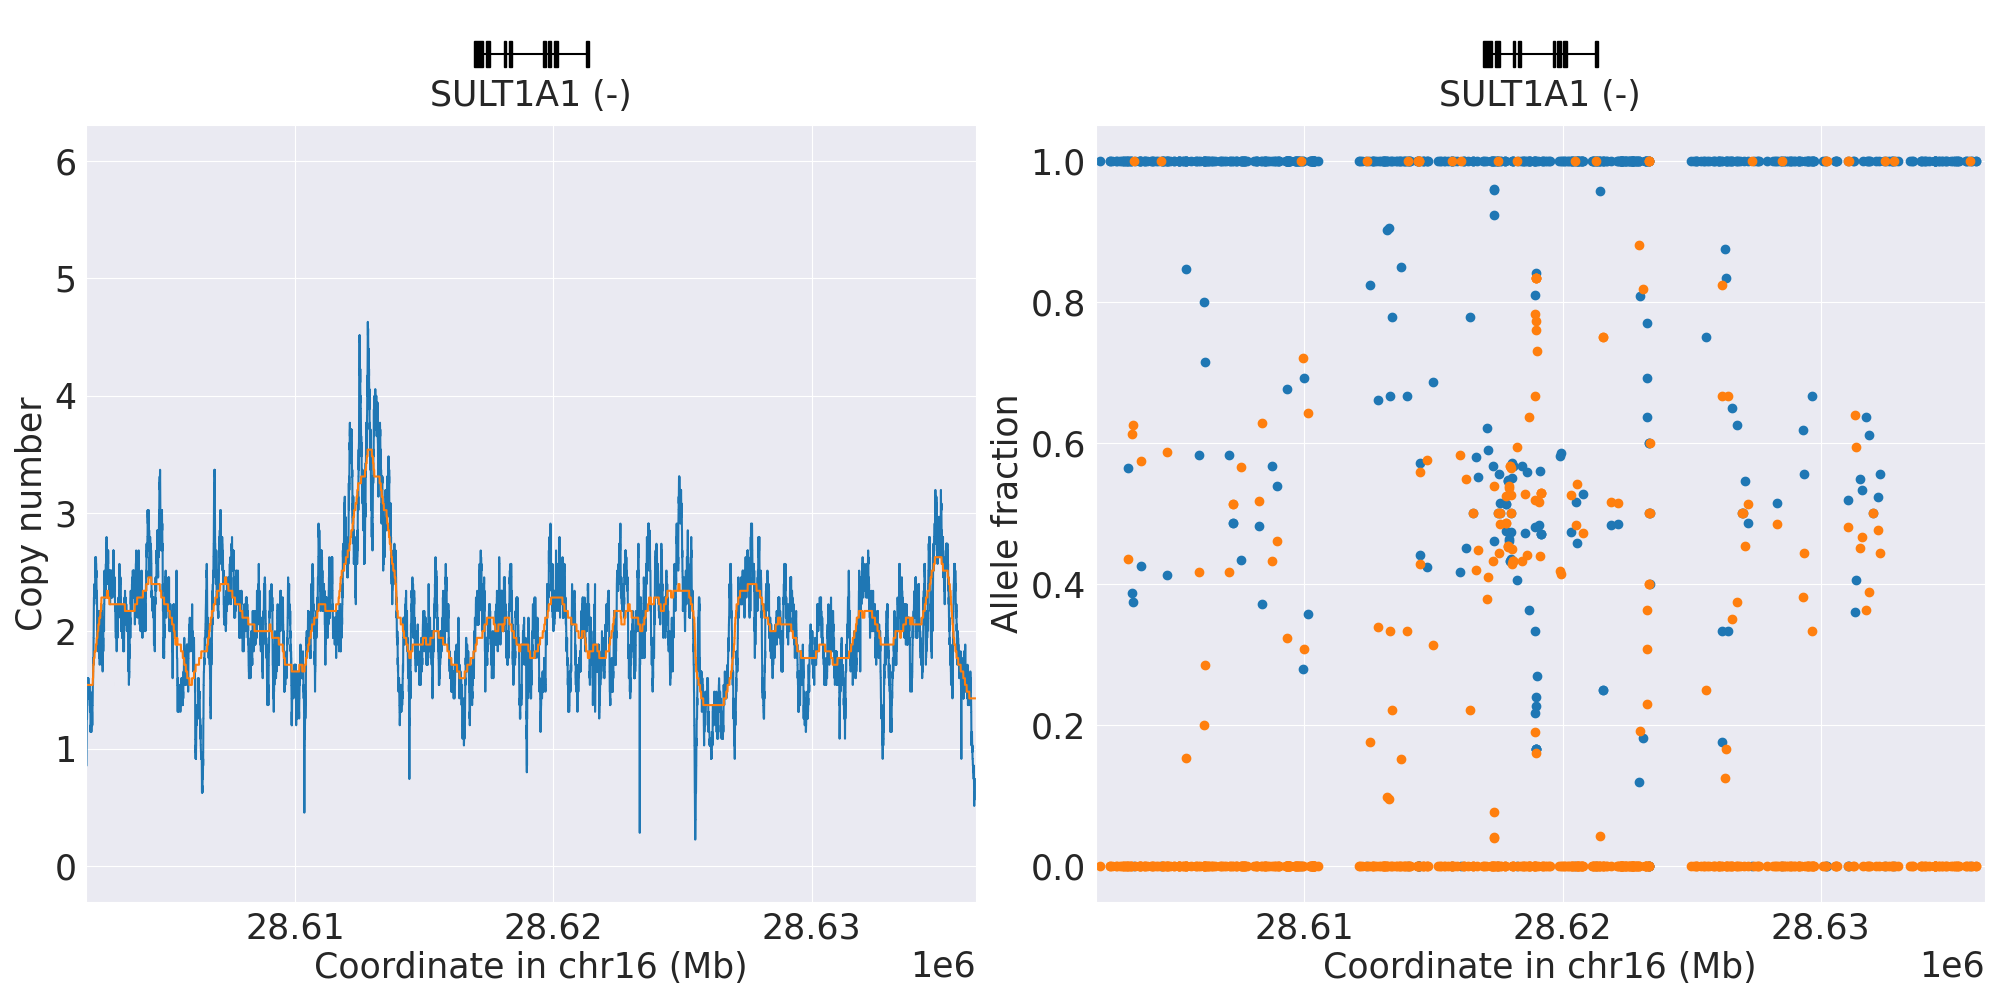 SULT1A1 (-)
Copy number
6
5
4
3
2
1
0
28.61
28.62
28.63
Coordinate in chr16 (Mb)
1e6
SULT1A1 (-)
Allele fraction
1.0
0.8
0.6
0.4
0.2
0.0
28.61
28.62
28.63
Coordinate in chr16 (Mb)
1e6